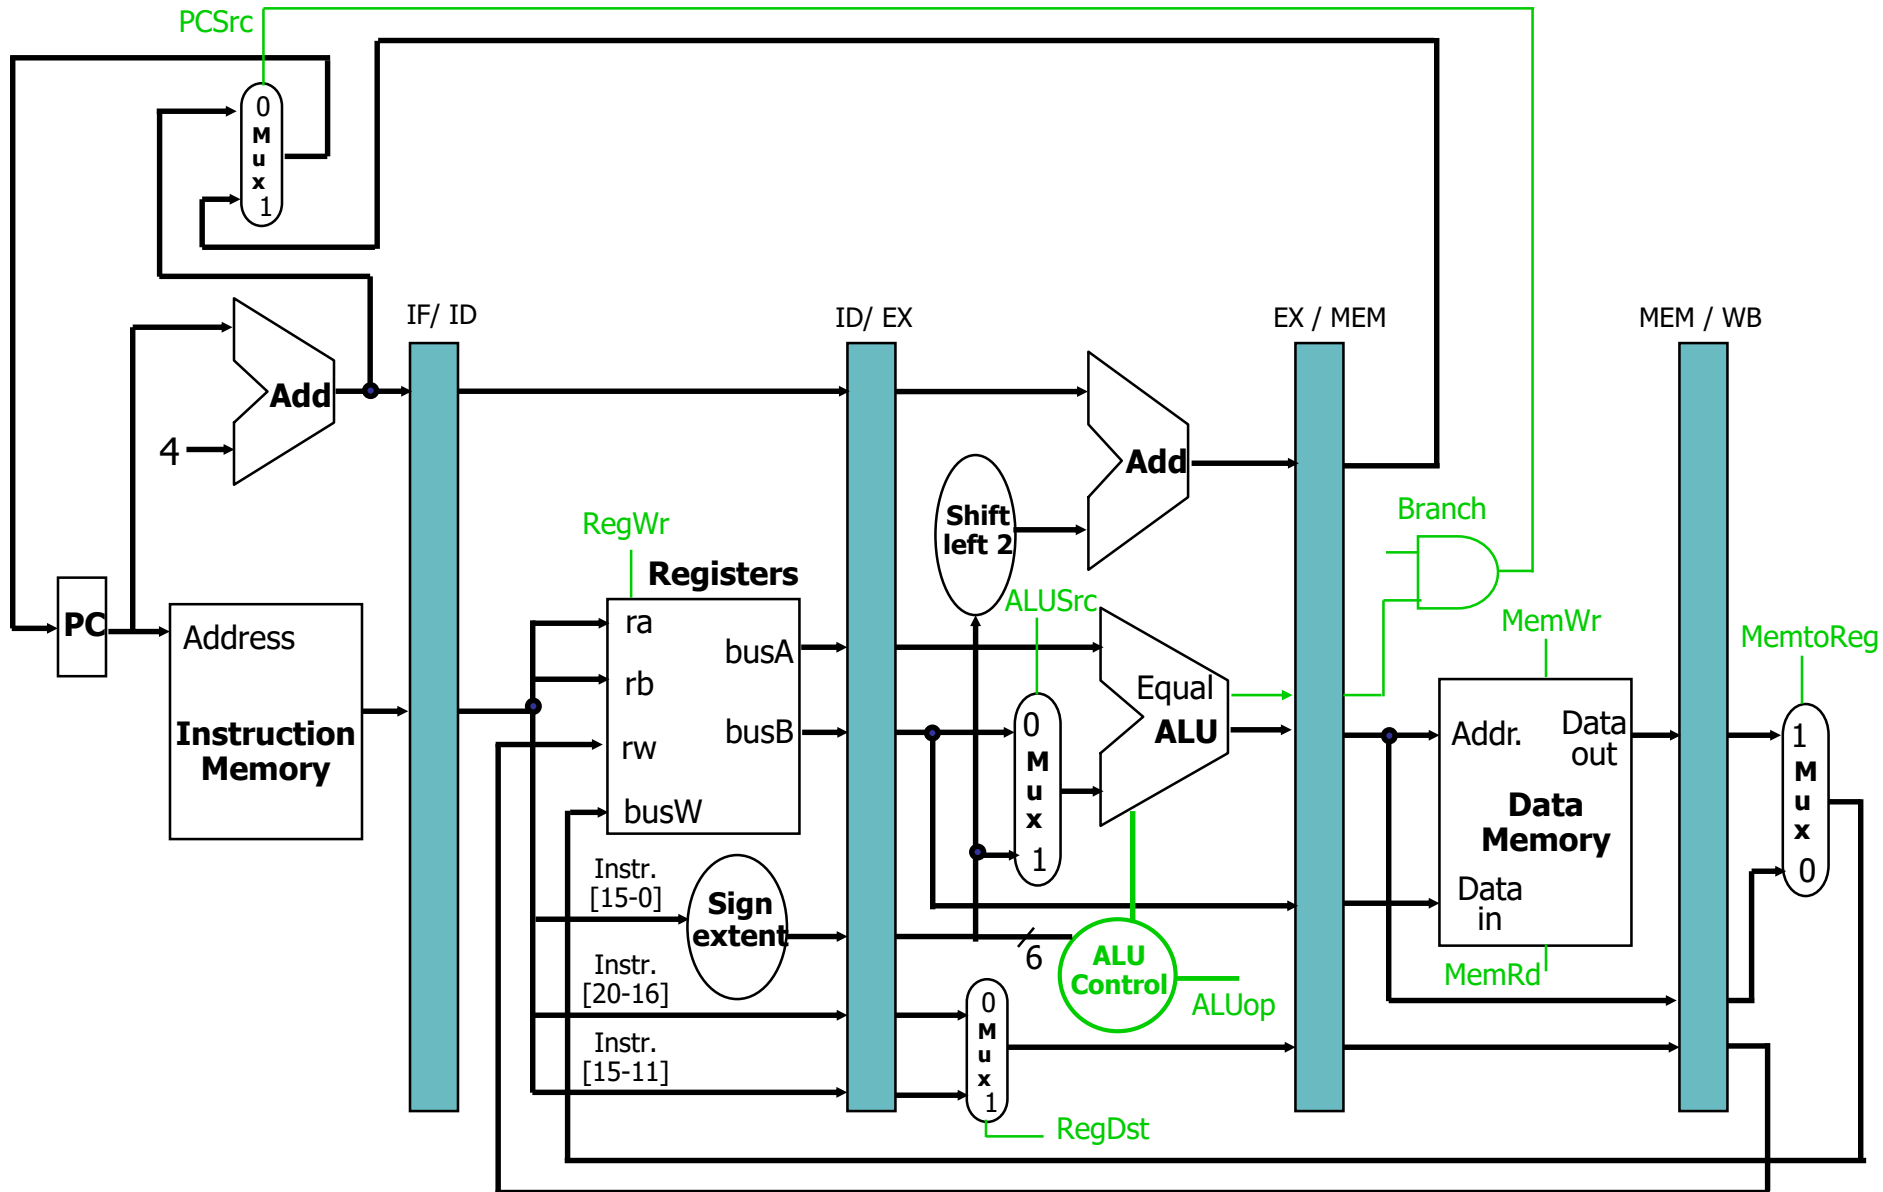 PCSrc
0
M
u
x
1
IF/ ID
ID/ EX
EX / MEM
MEM / WB
Add
4
Add
Shift
left 2
Branch
RegWr
Registers
ALUSrc
MemWr
MemtoReg
PC
Address
Instruction
Memory
ra
rb
rw
busW
busA
busB
0
M
u
x
1
Equal
ALU
Addr.
Data
out
Data
Memory
Data
in
MemRd
1
M
u
x
0
Instr.
[15-0]
Sign
extent
6
ALU
Control
ALUop
Instr.
[20-16]
Instr.
[15-11]
0
M
u
x
1
RegDst